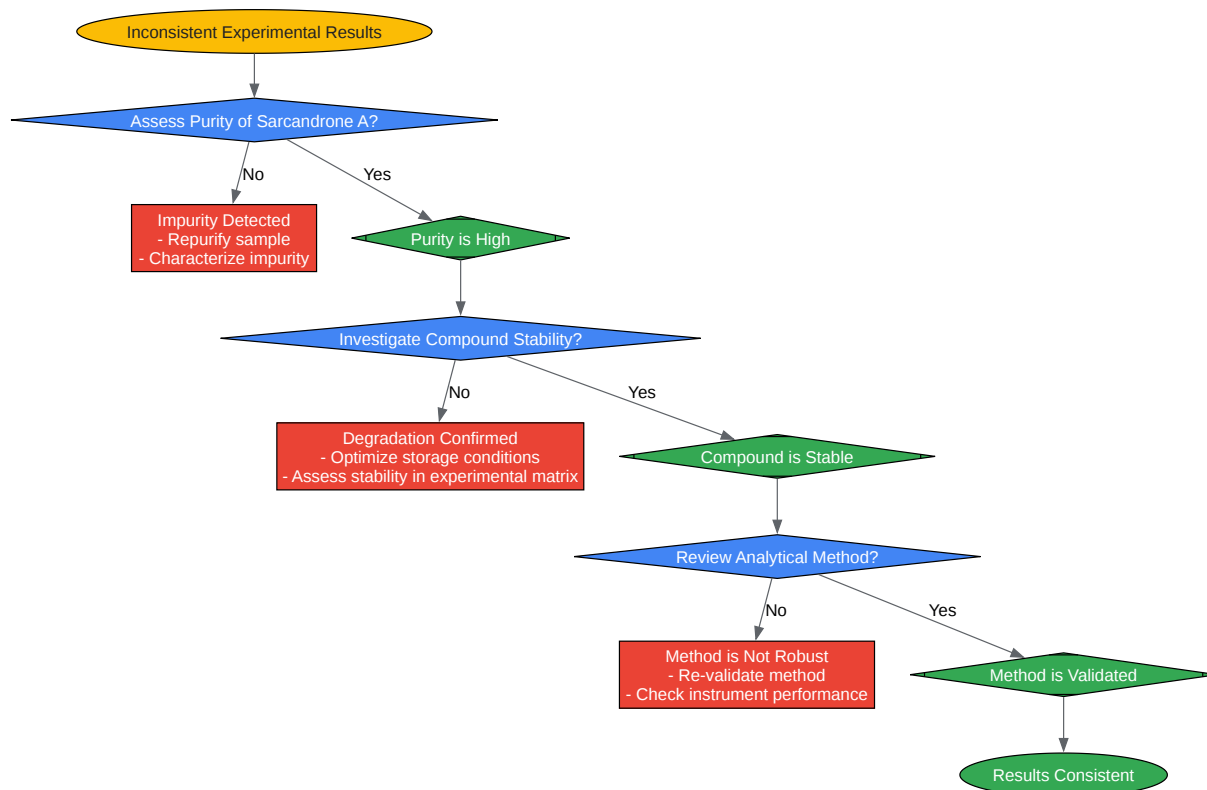 Inconsistent Experimental Results
Assess Purity of Sarcandrone A?
No
Yes
Impurity Detected
- Repurify sample
- Characterize impurity
Purity is High
Investigate Compound Stability?
No
Yes
Degradation Confirmed
- Optimize storage conditions
- Assess stability in experimental matrix
Compound is Stable
Review Analytical Method?
No
Yes
Method is Not Robust
- Re-validate method
- Check instrument performance
Method is Validated
Results Consistent